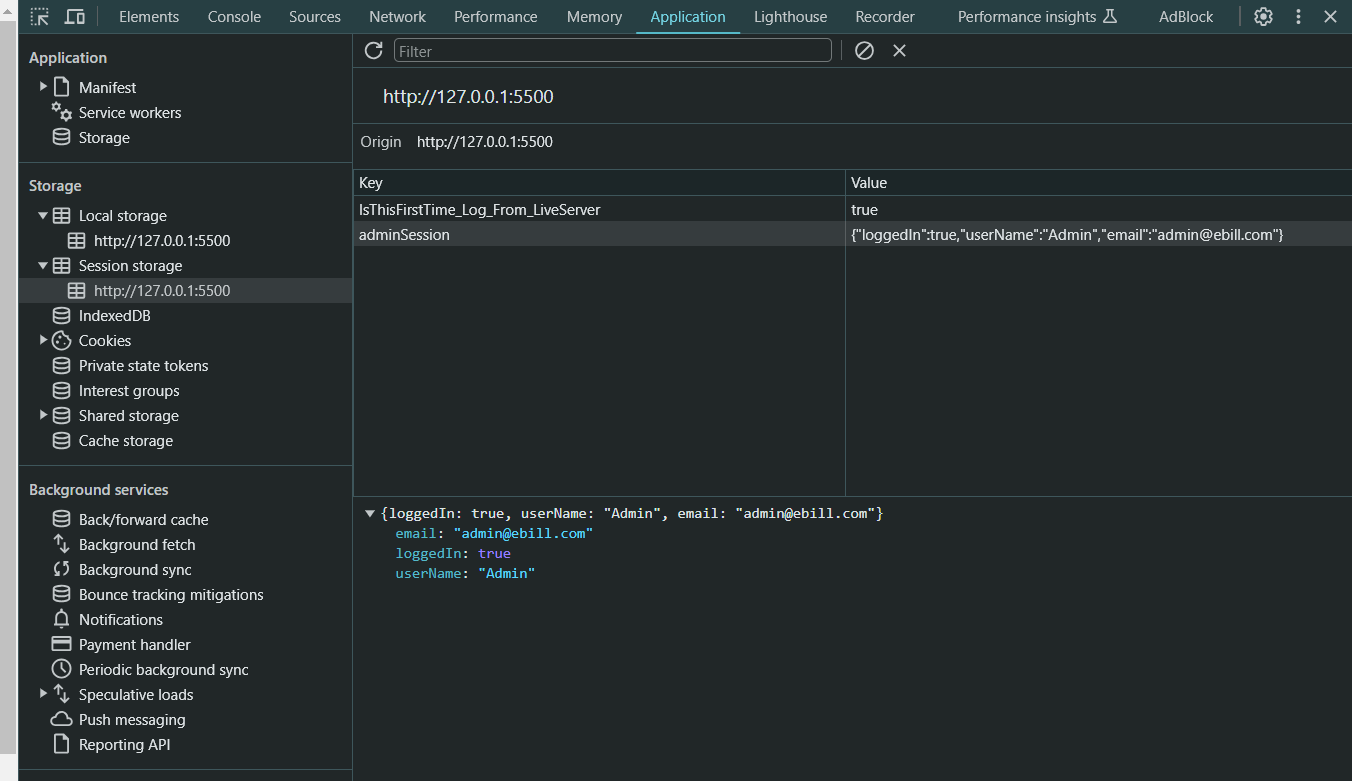 Elements Console Sources Network Performance Memory Application Lighthouse Recorder Performance insights AdBlock
Application
Manifest
Service workers
Storage
Storage
Local storage
http://127.0.0.1:5500
Session storage
http://127.0.0.1:5500
IndexedDB
Cookies
Private state tokens
Interest groups
Shared storage
Cache storage
Background services
Back/forward cache
Background fetch
Background sync
Bounce tracking mitigations
Notifications
Payment handler
Periodic background sync
Speculative loads
Push messaging
Reporting API
Filter
http://127.0.0.1:5500
Origin http://127.0.0.1:5500
Key Value
IsThisFirstTime_Log_From_LiveServer true
adminSession {"loggedIn":true,"userName":"Admin","email":"admin@ebill.com"}
{loggedIn: true, userName: "Admin", email: "admin@ebill.com"}
email: "admin@ebill.com"
loggedIn: true
userName: "Admin"